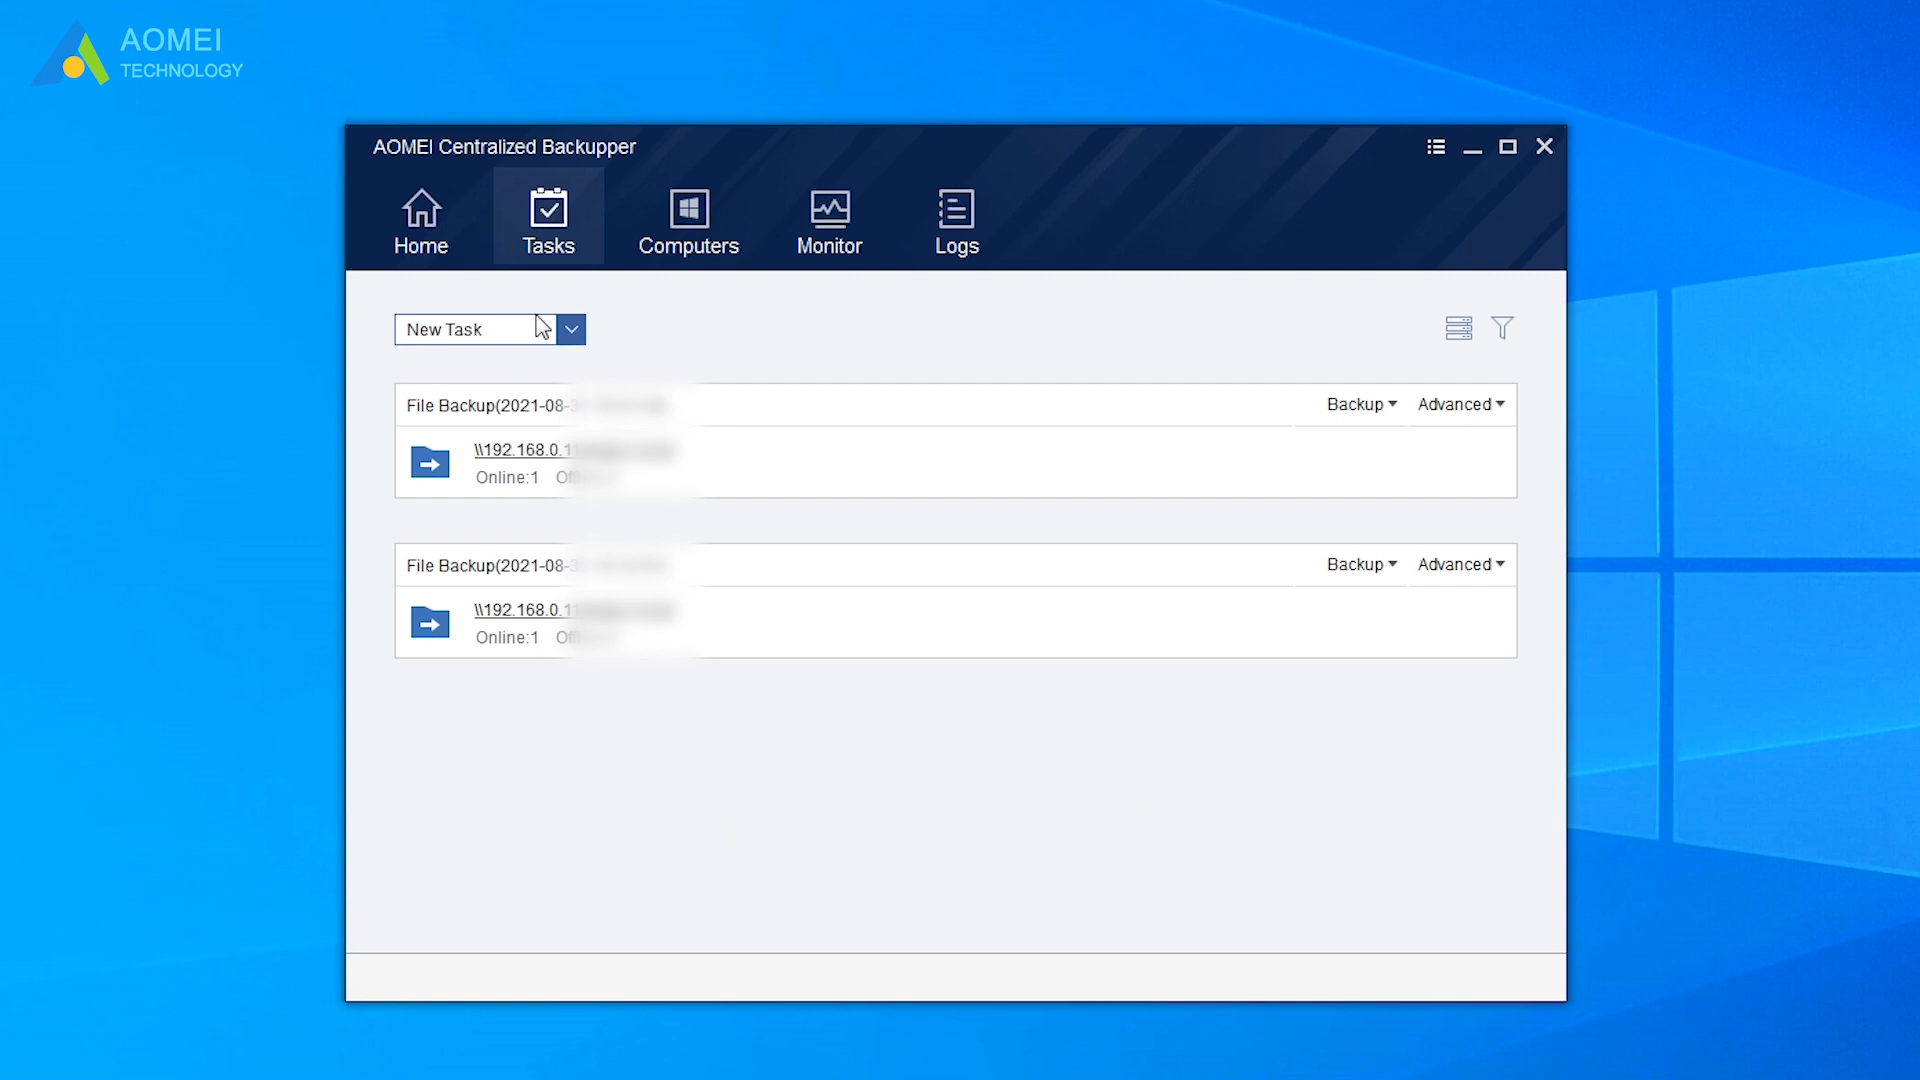 AOMEI
TECHNOLOGY
AOMEI Centralized Backupper
Home Tasks Computers Monitor Logs
New Task
File Backup(2021-08- Backup Advanced
\\192.168.0.1
Online:1
File Backup(2021-08- Backup Advanced
\\192.168.0.1
Online:1